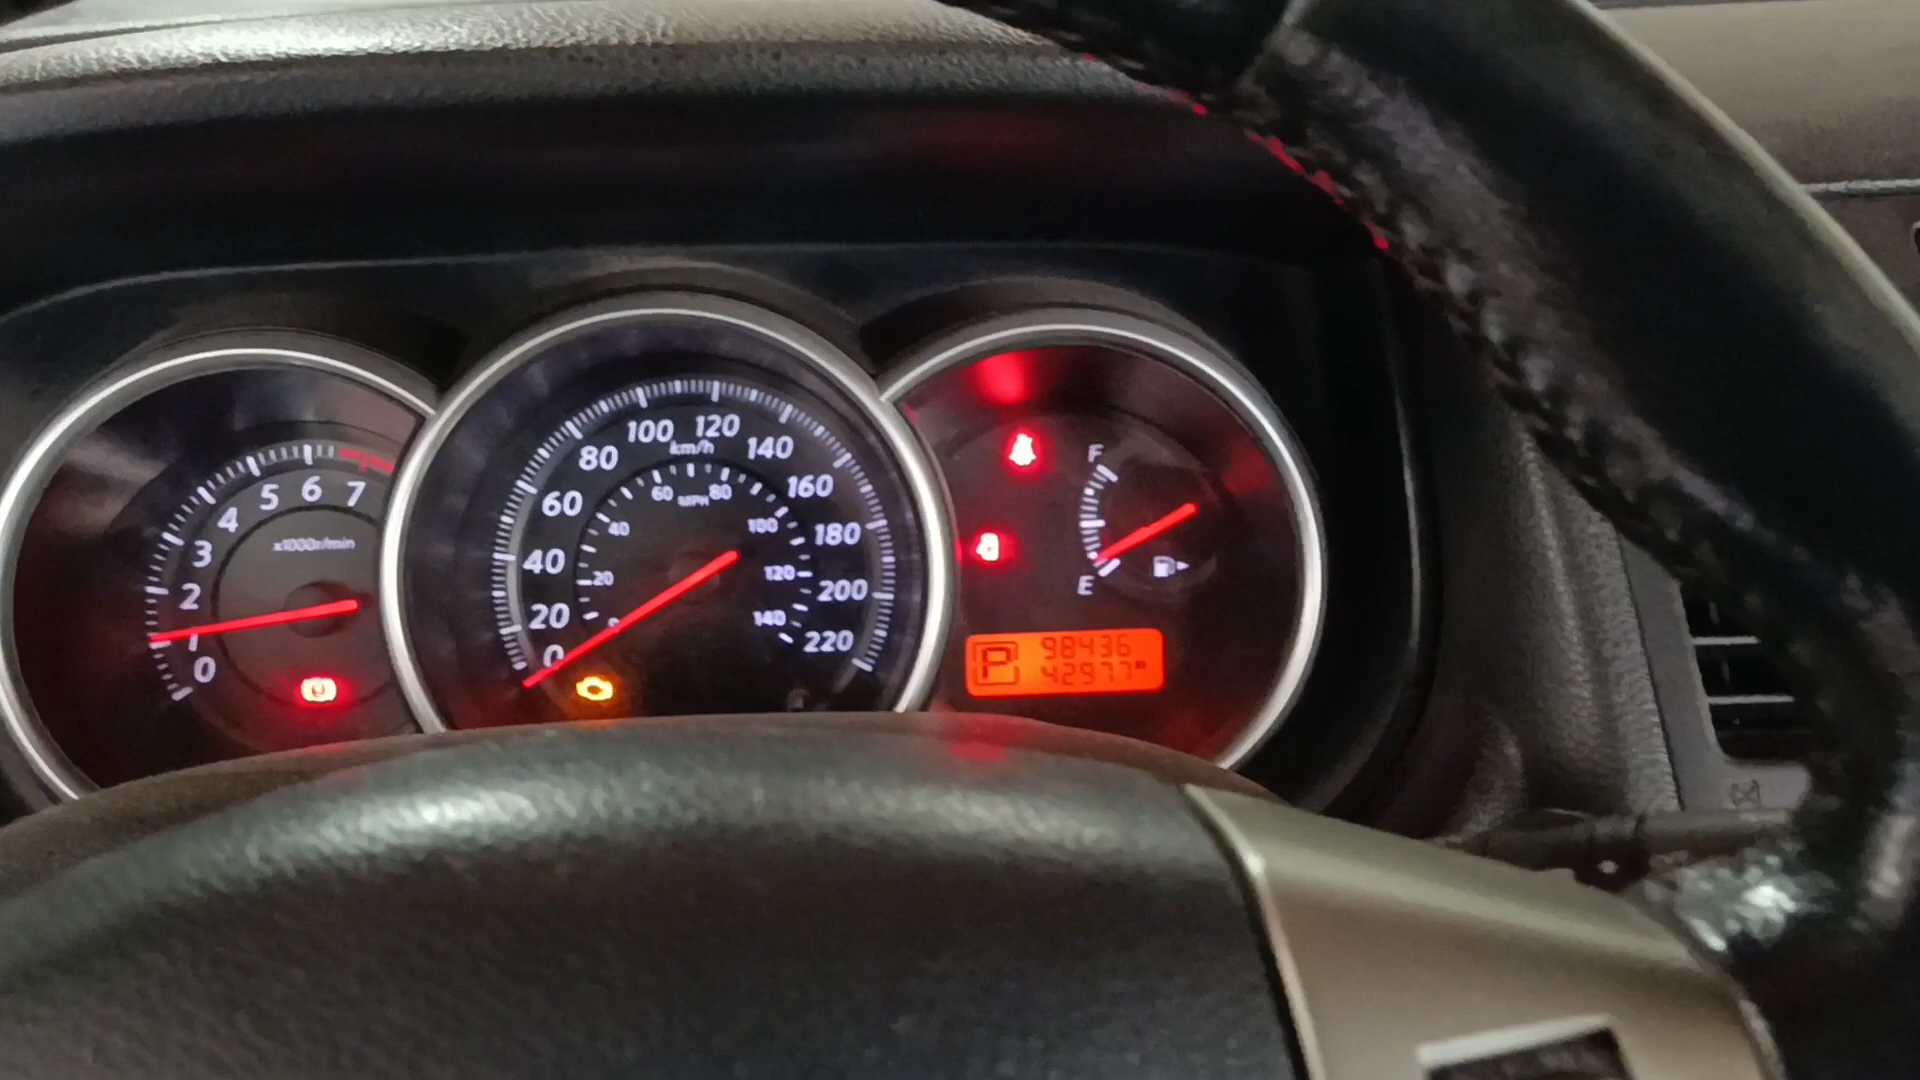 0 1 2 3 4 5 6 7
x1000r/min
0 20 40 60 80 100 120 140 160 180 200 220
km/h
0 20 40 60 80 100 120 140
MPH
F
E
P
98436
42977